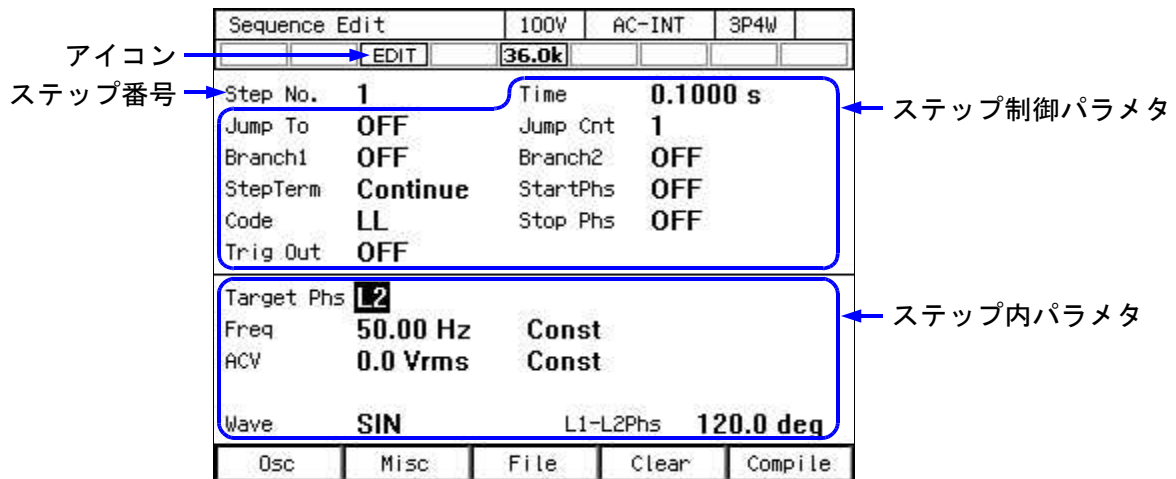 Sequence Edit 100V AC-INT 3P4W
アイコン EDIT 36.0k
ステップ番号 Step No. 1 Time 0.1000 s ステップ制御パラメタ
Jump To OFF Jump Cnt 1
Branch1 OFF Branch2 OFF
StepTerm Continue StartPhs OFF
Code LL Stop Phs OFF
Trig Out OFF
Target Phs L2
Freq 50.00 Hz Const ステップ内パラメタ
ACV 0.0 Vrms Const
Wave SIN L1-L2Phs 120.0 deg
Osc Misc File Clear Compile